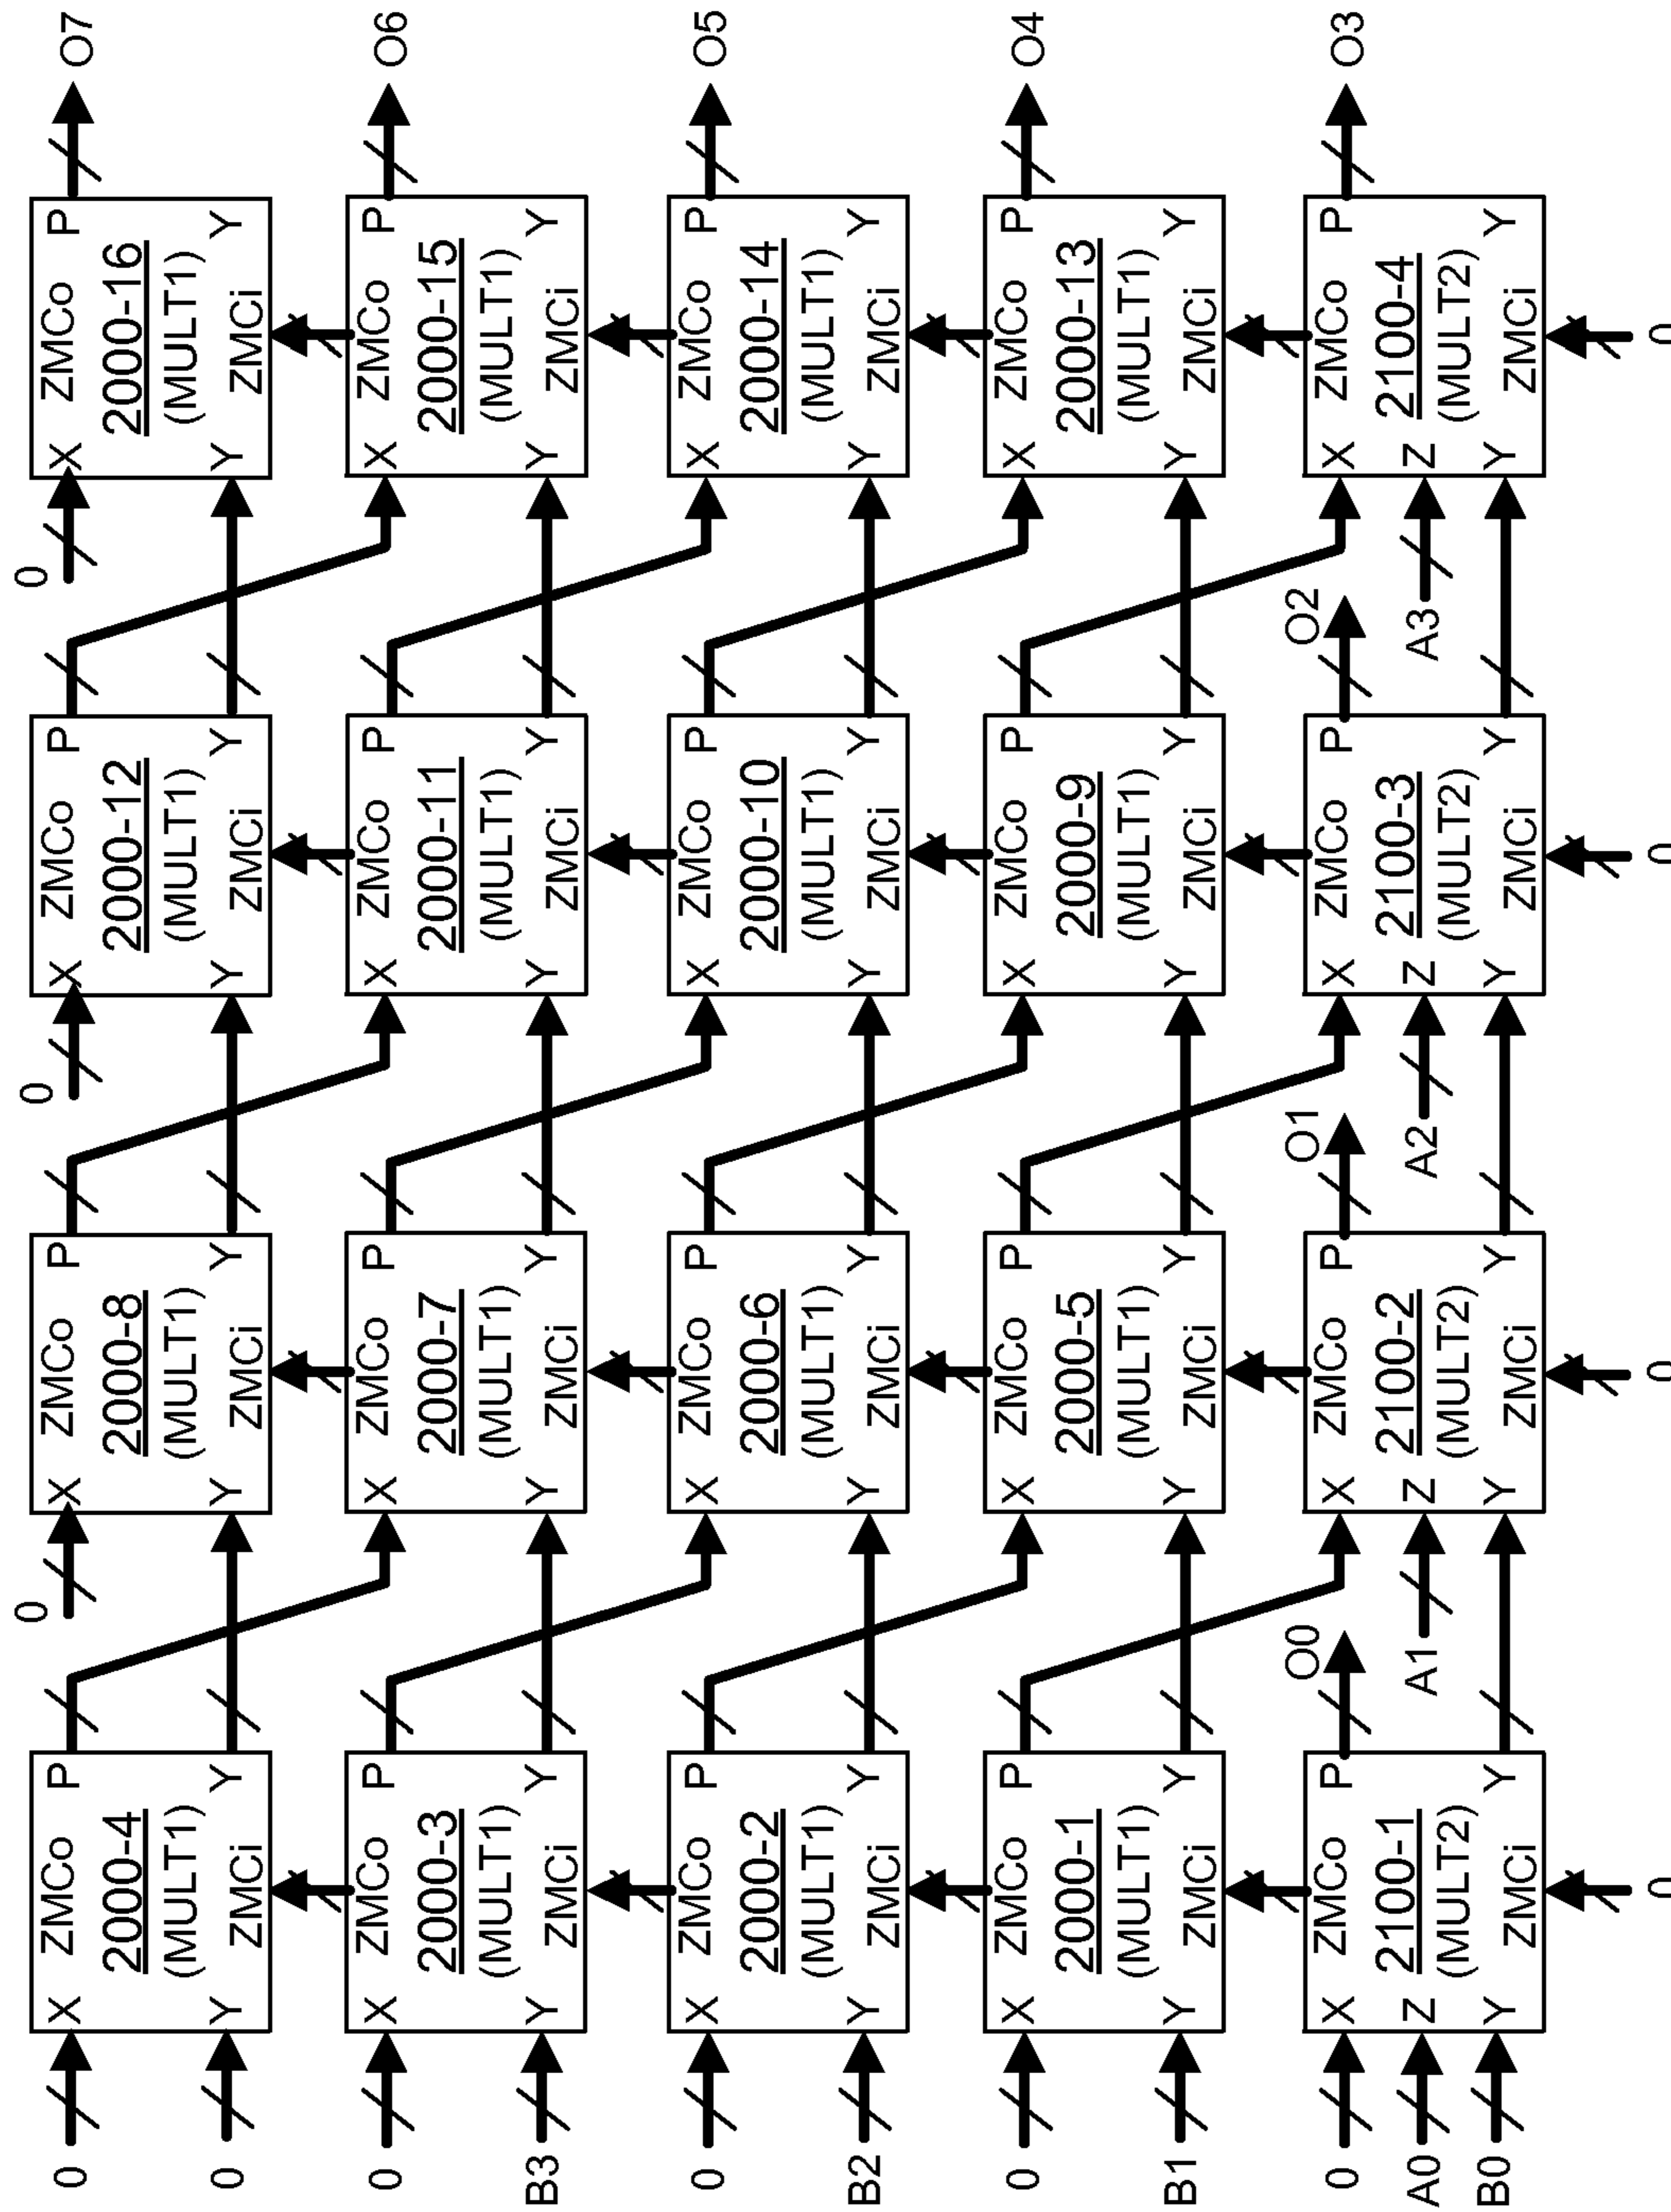 0 0 0
0 X ZMCo P X ZMCo P X ZMCo P X ZMCo P O7
2000-4 2000-8 2000-12 2000-16
(MULT1) (MULT1) (MULT1) (MULT1)
0 Y Y Y Y Y Y Y Y
ZMCi ZMCi ZMCi ZMCi
0 X ZMCo P X ZMCo P X ZMCo P X ZMCo P O6
2000-3 2000-7 2000-11 2000-15
(MULT1) (MULT1) (MULT1) (MULT1)
B3 Y Y Y Y Y Y Y Y
ZMCi ZMCi ZMCi ZMCi
0 X ZMCo P X ZMCo P X ZMCo P X ZMCo P O5
2000-2 2000-6 2000-10 2000-14
(MULT1) (MULT1) (MULT1) (MULT1)
B2 Y Y Y Y Y Y Y Y
ZMCi ZMCi ZMCi ZMCi
0 X ZMCo P X ZMCo P X ZMCo P X ZMCo P O4
2000-1 2000-5 2000-9 2000-13
(MULT1) (MULT1) (MULT1) (MULT1)
B1 Y Y Y Y Y Y Y Y
ZMCi ZMCi ZMCi ZMCi
O0 O1 O2
0 X ZMCo P X ZMCo P X ZMCo P X ZMCo P O3
A0 Z 2100-1 A1 Z 2100-2 A2 Z 2100-3 A3 Z 2100-4
(MULT2) (MULT2) (MULT2) (MULT2)
B0 Y Y Y Y Y Y Y Y
ZMCi ZMCi ZMCi ZMCi
0 0 0 0